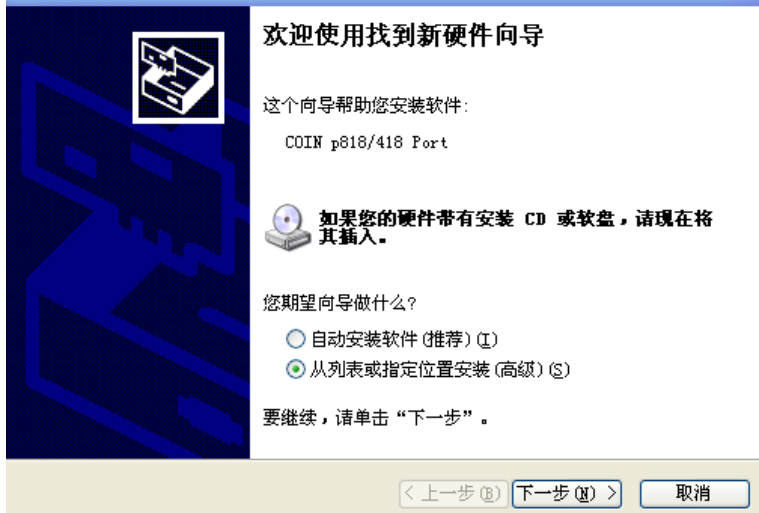 欢迎使用找到新硬件向导
这个向导帮助您安装软件:
COIN p818/418 Port
如果您的硬件带有安装 CD 或软盘，请现在将
其插入。
您期望向导做什么?
自动安装软件(推荐)(I)
从列表或指定位置安装(高级)(S)
要继续，请单击“下一步”。
< 上一步(B) 下一步(N) > 取消